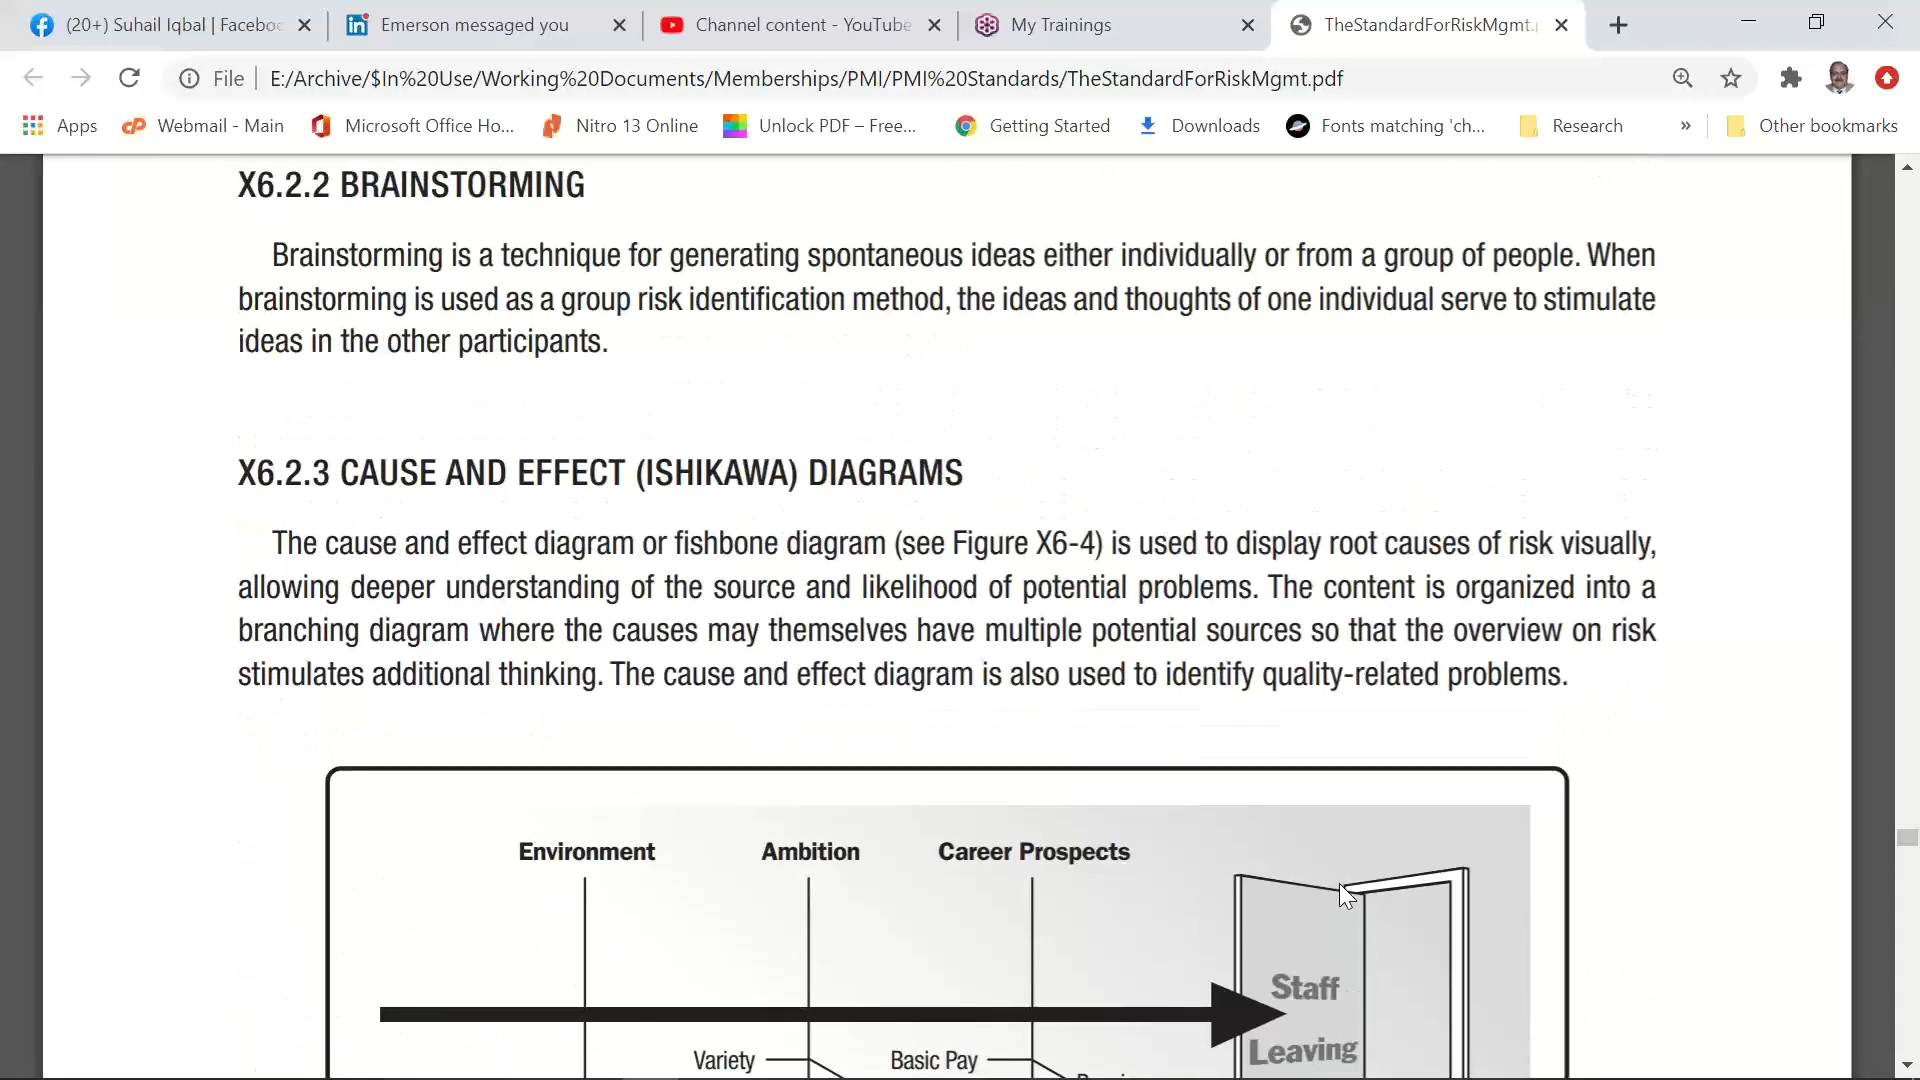 (20+) Suhail Iqbal | Faceboo
Emerson messaged you
Channel content - YouTube
My Trainings
TheStandardForRiskMgmt.
File
E:/Archive/$In%20Use/Working%20Documents/Memberships/PMI/PMI%20Standards/TheStandardForRiskMgmt.pdf
Apps
Webmail - Main
Microsoft Office Ho...
Nitro 13 Online
Unlock PDF – Free...
Getting Started
Downloads
Fonts matching 'ch...
Research
»
Other bookmarks
X6.2.2 BRAINSTORMING
Brainstorming is a technique for generating spontaneous ideas either individually or from a group of people. When
brainstorming is used as a group risk identification method, the ideas and thoughts of one individual serve to stimulate
ideas in the other participants.
X6.2.3 CAUSE AND EFFECT (ISHIKAWA) DIAGRAMS
The cause and effect diagram or fishbone diagram (see Figure X6-4) is used to display root causes of risk visually,
allowing deeper understanding of the source and likelihood of potential problems. The content is organized into a
branching diagram where the causes may themselves have multiple potential sources so that the overview on risk
stimulates additional thinking. The cause and effect diagram is also used to identify quality-related problems.
Environment
Ambition
Career Prospects
Staff
Leaving
Variety
Basic Pay